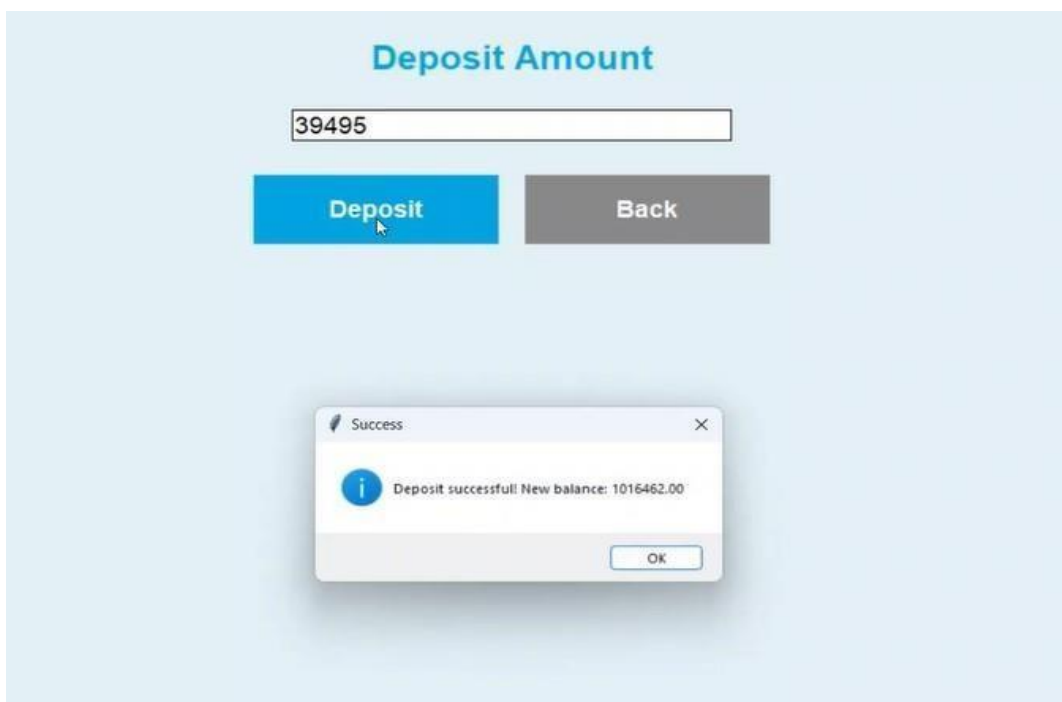 Deposit Amount
39495
Deposit Back
Success
Deposit successful! New balance: 1016462.00
OK